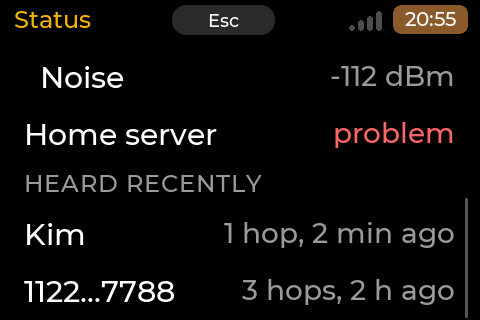 Status
Esc
20:55
Noise -112 dBm
Home server problem
HEARD RECENTLY
Kim 1 hop, 2 min ago
1122...7788 3 hops, 2 h ago